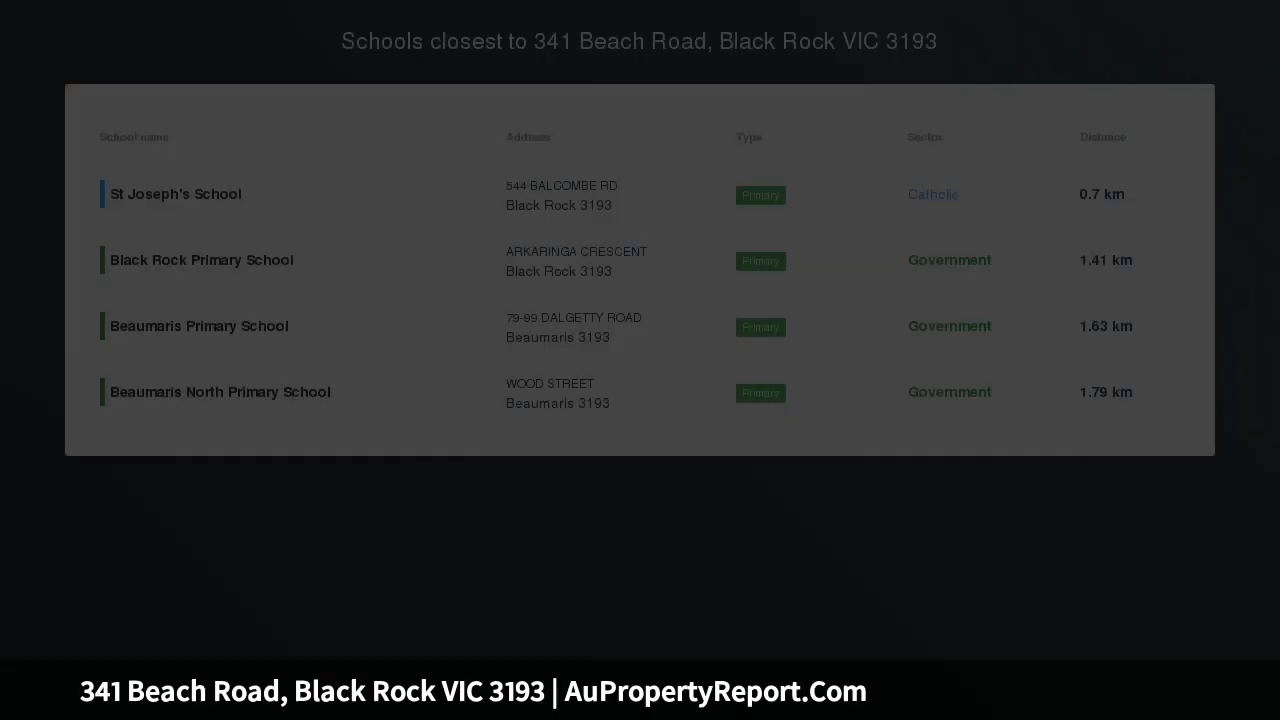 Schools closest to 341 Beach Road, Black Rock VIC 3193
School name Address Type Sector Distance
St Joseph's School 544 BALCOMBE RD Black Rock 3193 Primary Catholic 0.7 km
Black Rock Primary School ARKARINGA CRESCENT Black Rock 3193 Primary Government 1.41 km
Beaumaris Primary School 79-99 DALGETTY ROAD Beaumaris 3193 Primary Government 1.63 km
Beaumaris North Primary School WOOD STREET Beaumaris 3193 Primary Government 1.79 km
341 Beach Road, Black Rock VIC 3193 | AuPropertyReport.Com